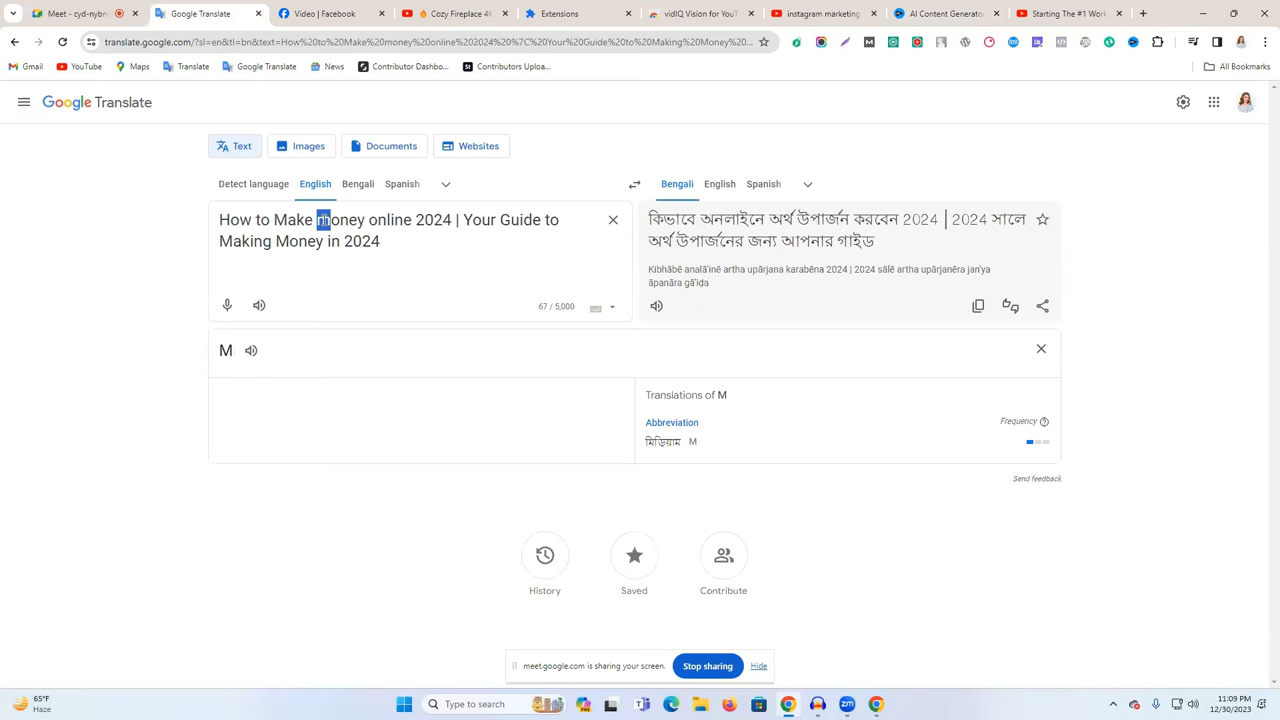 Meet - ycd-nybn
Google Translate
Videos | Facebook
Cozy Fireplace 4K
Extensions
vidIQ for YouT
instagram marketing
AI Content Generato
Starting The #1 Work
translate.google.com/?sl=en&tl=bn&text=How%20to%20Make%20money%20online%202024%20%7C%20Your%20Guide%20to%20Making%20Money%20...
Gmail
YouTube
Maps
Translate
Google Translate
News
Contributor Dashbo...
Contributors Uploa...
All Bookmarks
Google Translate
Text
Images
Documents
Websites
Detect language English Bengali Spanish
Bengali English Spanish
How to Make money online 2024 | Your Guide to
Making Money in 2024
কিভাবে অনলাইনে অর্থ উপার্জন করবেন 2024 | 2024 সালে
অর্থ উপার্জনের জন্য আপনার গাইড
Kibhābē analā'inē artha upārjana karabēna 2024 | 2024 sālē artha upārjanēra jan'ya
āpanāra gā'iḍa
67 / 5,000
M
Translations of M
Abbreviation
Frequency
মিডিয়াম M
Send feedback
History
Saved
Contribute
meet.google.com is sharing your screen.
Stop sharing
Hide
65°F
Haze
Type to search
11:09 PM
12/30/2023